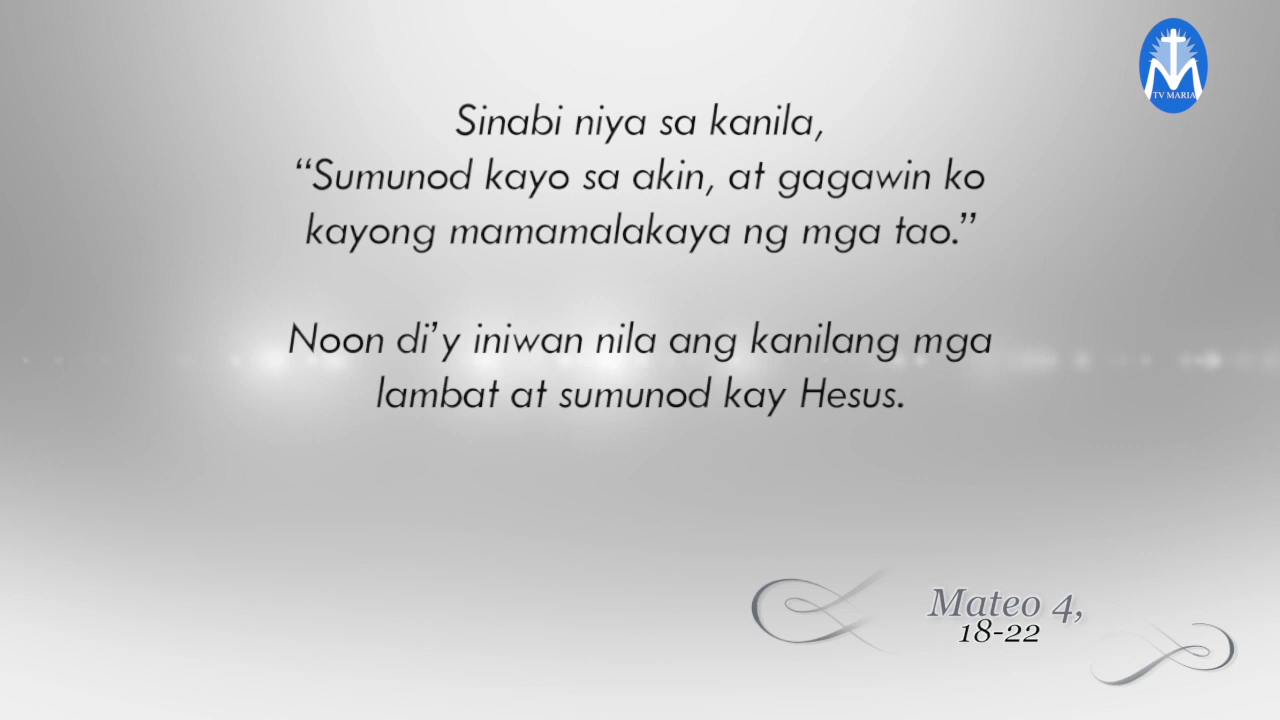 TV MARIA
Sinabi niya sa kanila,
“Sumunod kayo sa akin, at gagawin ko
kayong mamamalakaya ng mga tao.”
Noon di’y iniwan nila ang kanilang mga
lambat at sumunod kay Hesus.
Mateo 4,
18-22